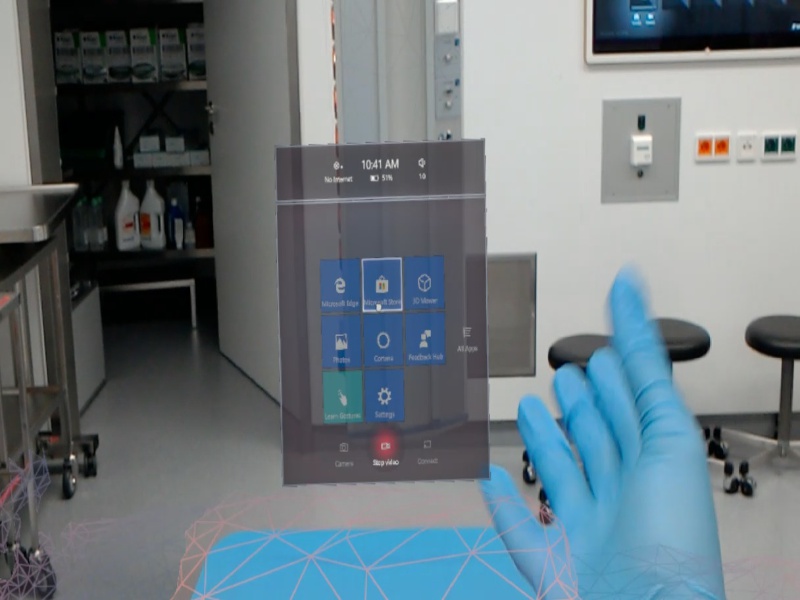 10:41 AM
No Internet 51% 18
Microsoft Edge Microsoft Store 3D Viewer
Photos Camera Feedback Hub
All Apps
Learn Gestures Settings
Camera Stop video Connect